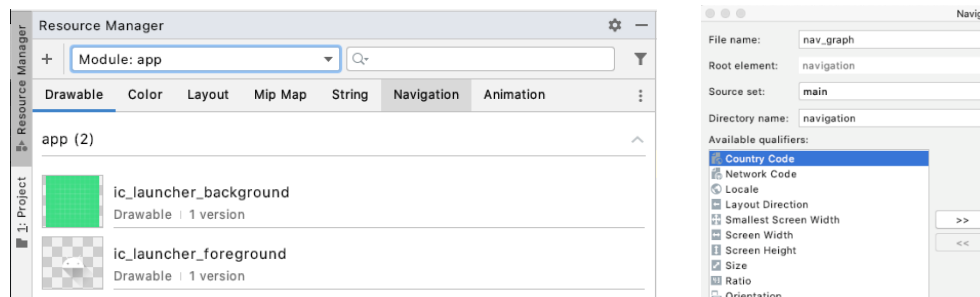 Resource Manager
Resource Manager
1: Project
Module: app
Drawable Color Layout Mip Map String Navigation Animation
app (2)
ic_launcher_background
Drawable | 1 version
ic_launcher_foreground
Drawable | 1 version
File name: nav_graph
Root element: navigation
Source set: main
Directory name: navigation
Available qualifiers:
Country Code
Network Code
Locale
Layout Direction
Smallest Screen Width
Screen Width
Screen Height
Size
Ratio
Orientation
>>
<<